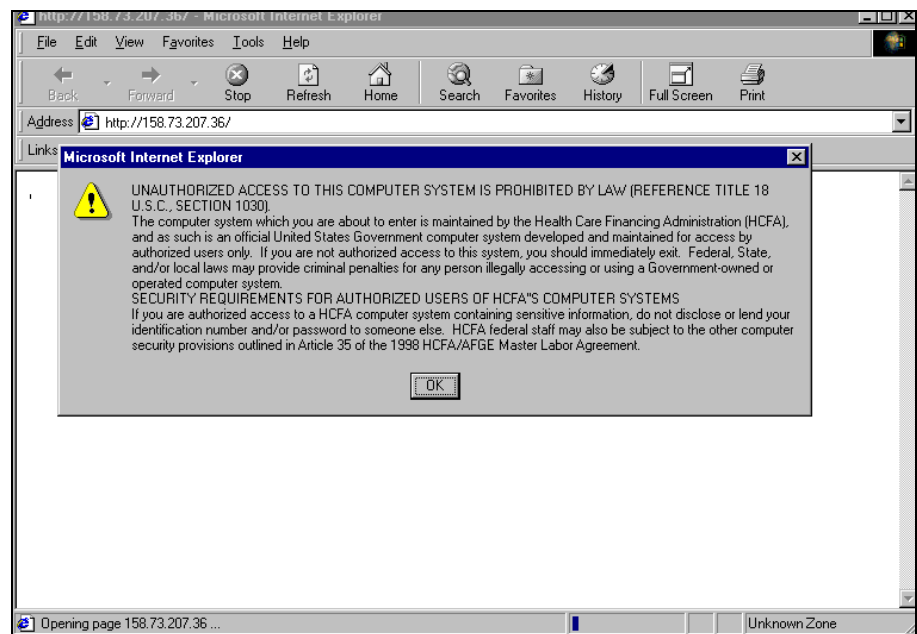 http://158.73.207.36/ - Microsoft Internet Explorer
File Edit View Favorites Tools Help
Back Forward Stop Refresh Home Search Favorites History Full Screen Print
Address http://158.73.207.36/
Links
Microsoft Internet Explorer
UNAUTHORIZED ACCESS TO THIS COMPUTER SYSTEM IS PROHIBITED BY LAW (REFERENCE TITLE 18
U.S.C., SECTION 1030).
The computer system which you are about to enter is maintained by the Health Care Financing Administration (HCFA),
and as such is an official United States Government computer system developed and maintained for access by
authorized users only. If you are not authorized access to this system, you should immediately exit. Federal, State,
and/or local laws may provide criminal penalties for any person illegally accessing or using a Government-owned or
operated computer system.
SECURITY REQUIREMENTS FOR AUTHORIZED USERS OF HCFA"S COMPUTER SYSTEMS
If you are authorized access to a HCFA computer system containing sensitive information, do not disclose or lend your
identification number and/or password to someone else. HCFA federal staff may also be subject to the other computer
security provisions outlined in Article 35 of the 1998 HCFA/AFGE Master Labor Agreement.
OK
Opening page 158.73.207.36 ... Unknown Zone